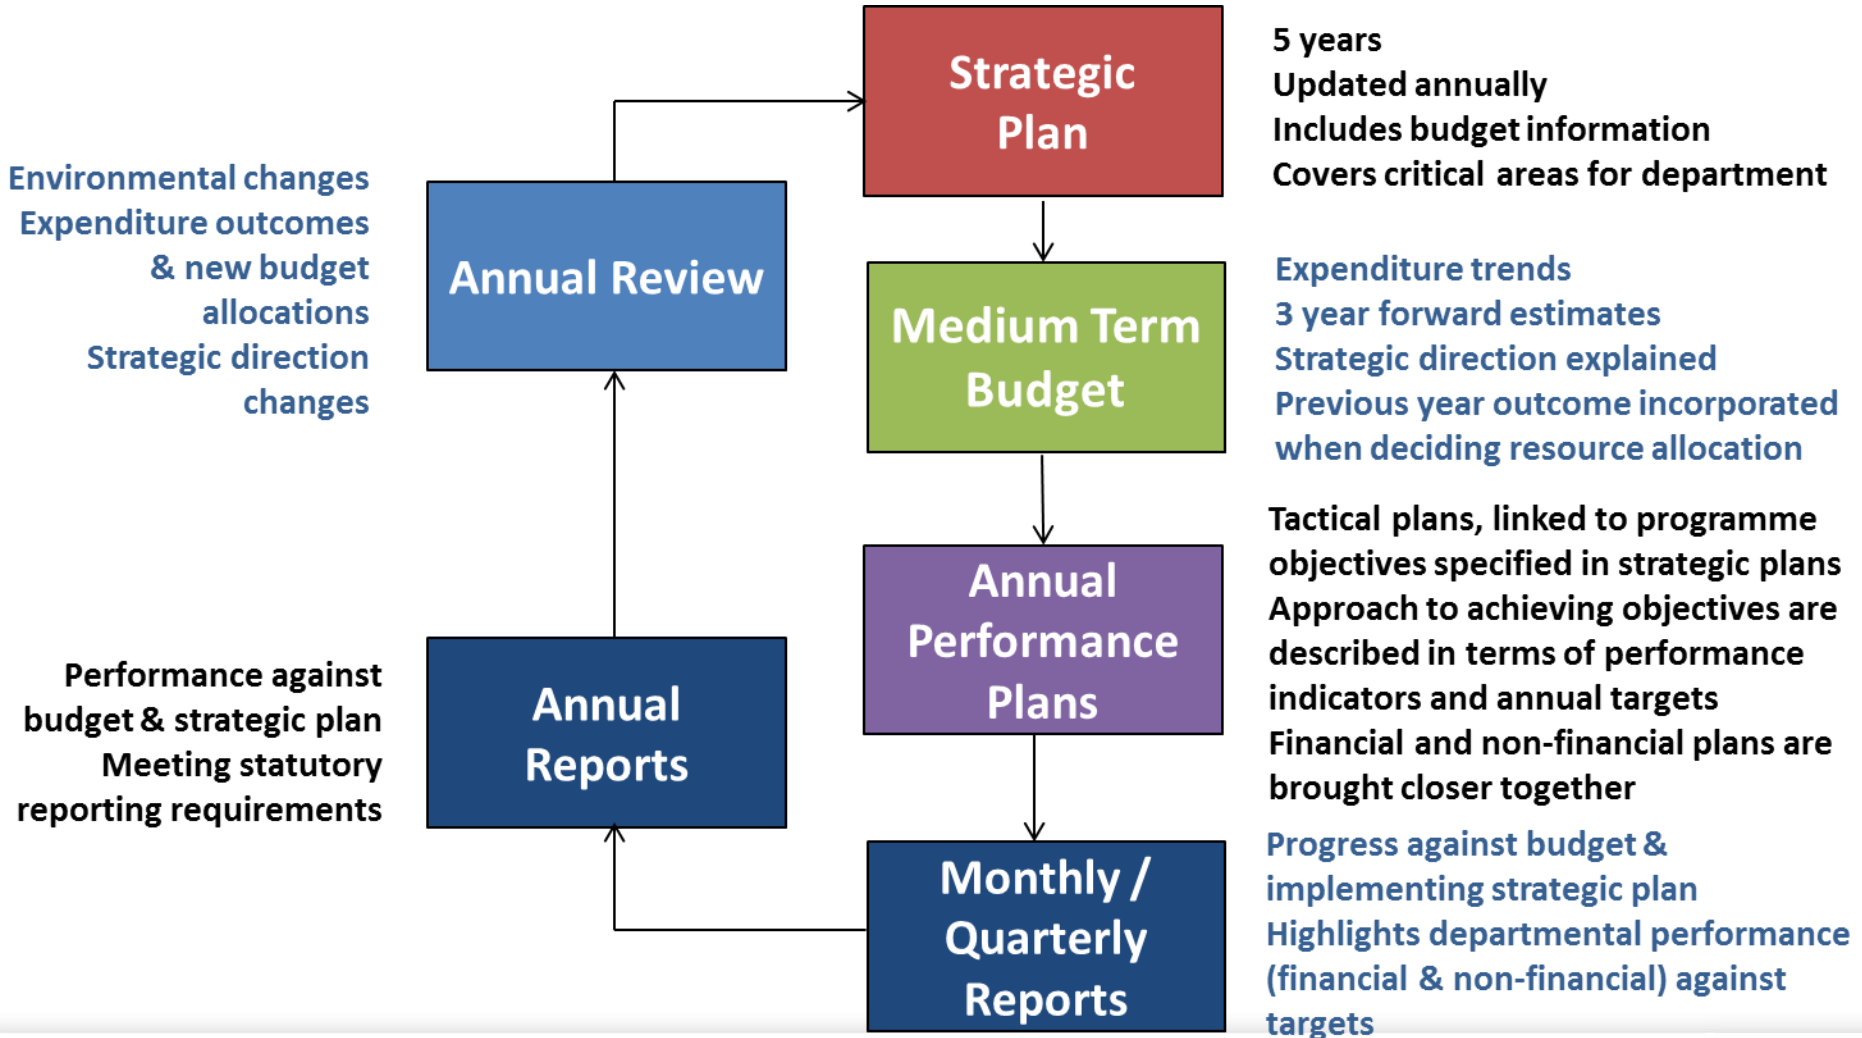 Strategic
Plan
5 years
Updated annually
Includes budget information
Covers critical areas for department
Medium Term
Budget
Expenditure trends
3 year forward estimates
Strategic direction explained
Previous year outcome incorporated
when deciding resource allocation
Annual
Performance
Plans
Tactical plans, linked to programme
objectives specified in strategic plans
Approach to achieving objectives are
described in terms of performance
indicators and annual targets
Financial and non-financial plans are
brought closer together
Monthly /
Quarterly
Reports
Progress against budget &
implementing strategic plan
Highlights departmental performance
(financial & non-financial) against
targets
Annual
Reports
Performance against
budget & strategic plan
Meeting statutory
reporting requirements
Annual Review
Environmental changes
Expenditure outcomes
& new budget
allocations
Strategic direction
changes